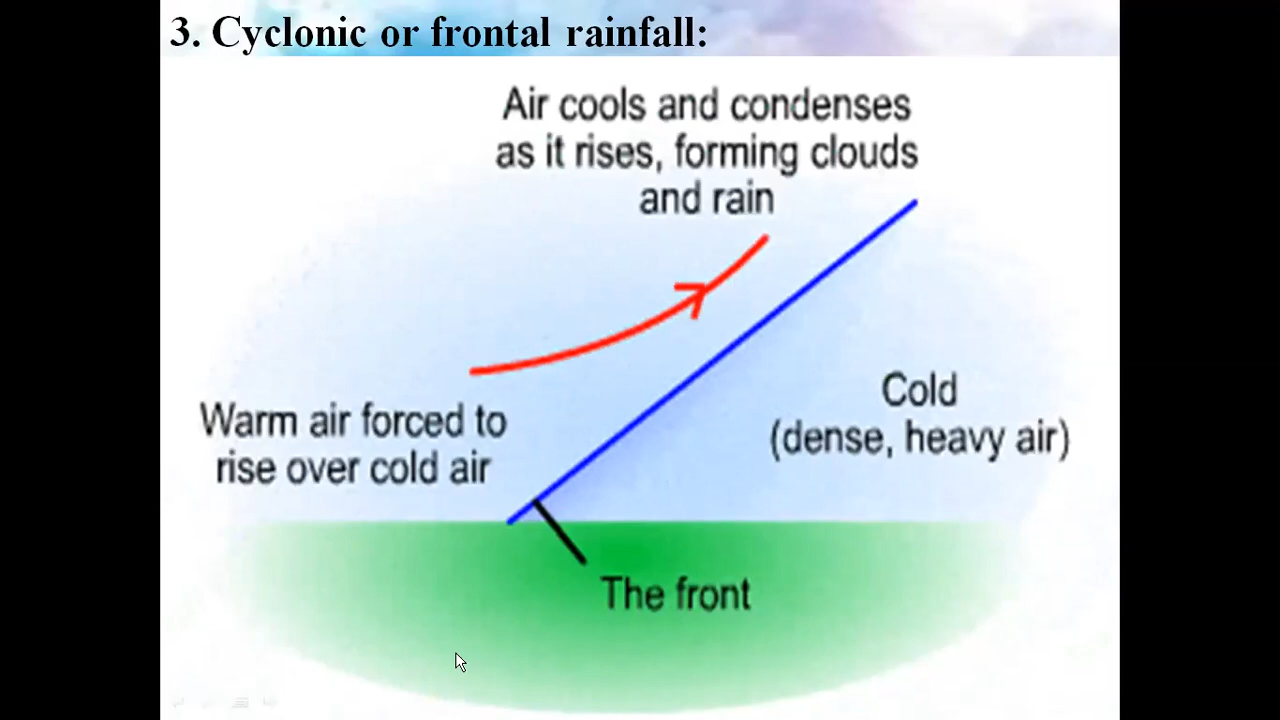 3. Cyclonic or frontal rainfall:
Air cools and condenses
as it rises, forming clouds
and rain
Warm air forced to
rise over cold air
Cold
(dense, heavy air)
The front